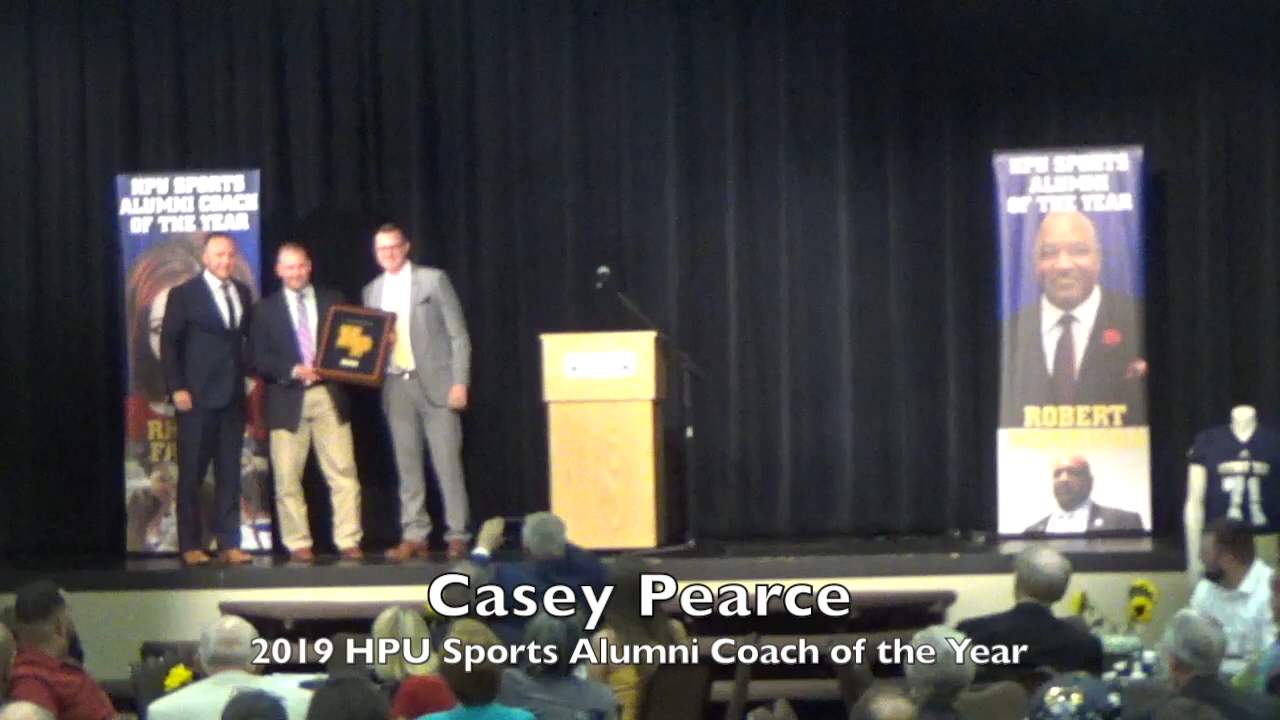 HPU SPORTS
ALUMNI COACH
OF THE YEAR
HPU SPORTS
ALUMNI
OF THE YEAR
HP
ROBERT
71
Casey Pearce
2019 HPU Sports Alumni Coach of the Year